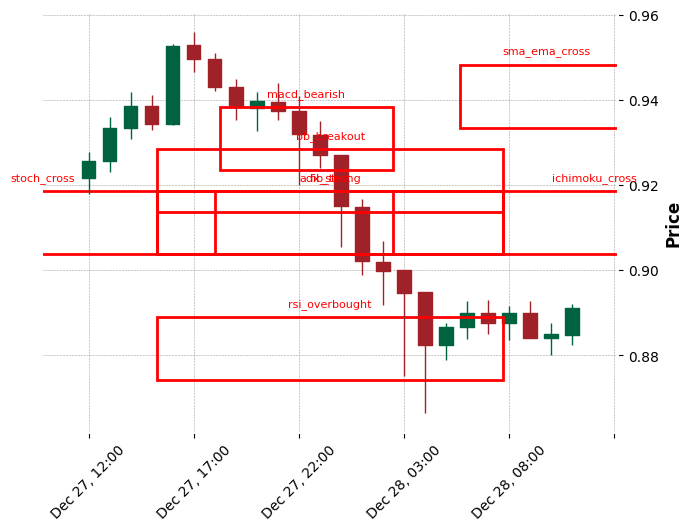 0.96
sma_ema_cross
0.94
macd_bearish
bb_breakout
0.92
stoch_cross
ichimoku_cross
Price
0.90
rsi_overbought
0.88
Dec 27, 12:00
Dec 27, 17:00
Dec 27, 22:00
Dec 28, 03:00
Dec 28, 08:00